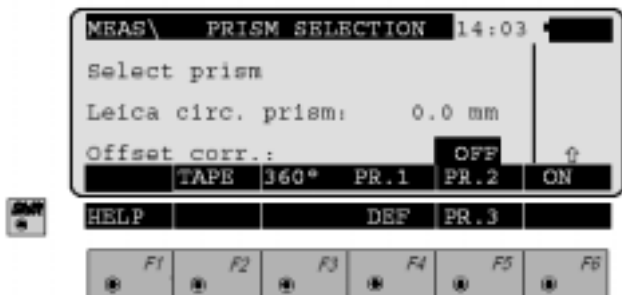 MEAS\ PRISM SELECTION 14:03
Select prism
Leica circ. prism: 0.0 mm
Offset corr.: OFF
TAPE 360° PR.1 PR.2 ON
HELP DEF PR.3
F1 F2 F3 F4 F5 F6